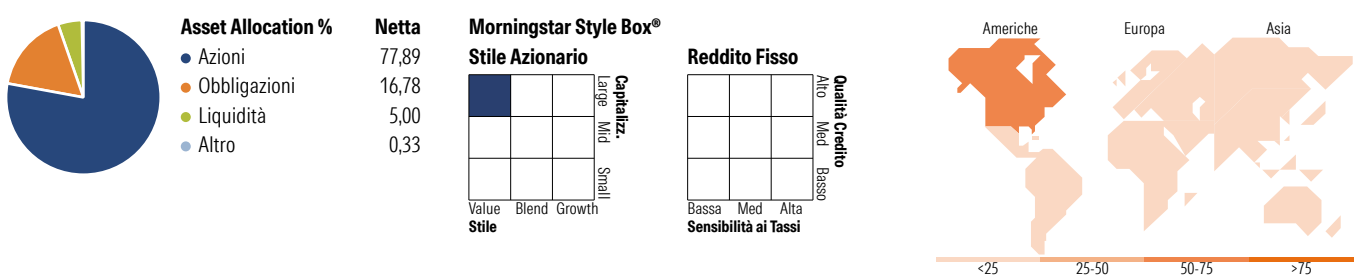 Asset Allocation % Netta
Azioni 77,89
Obbligazioni 16,78
Liquidità 5,00
Altro 0,33
Morningstar Style Box®
Stile Azionario
Large Mid Small
Capitalizz.
Value Blend Growth
Stile
Reddito Fisso
Alto Med Basso
Qualità Credito
Bassa Med Alta
Sensibilità ai Tassi
Americhe Europa Asia
<25 25-50 50-75 >75